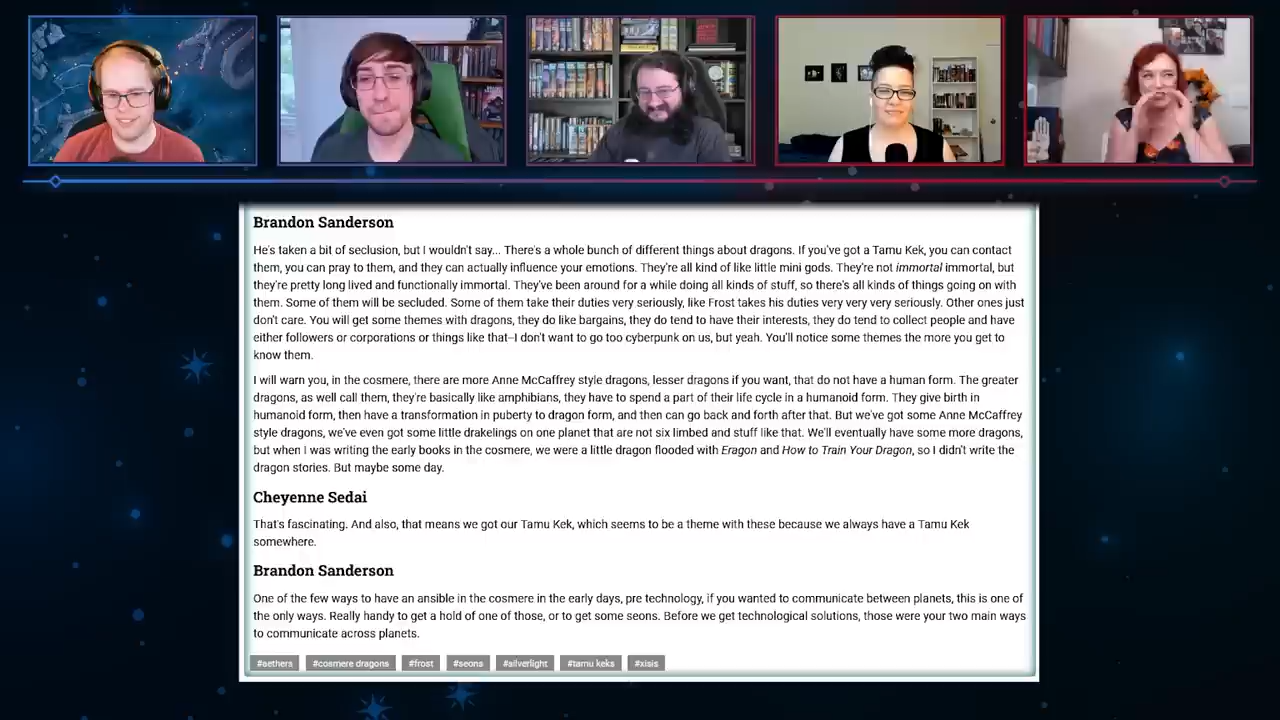 Brandon Sanderson
He's taken a bit of seclusion, but I wouldn't say... There's a whole bunch of different things about dragons. If you've got a Tamu Kek, you can contact
them, you can pray to them, and they can actually influence your emotions. They're all kind of like little mini gods. They're not immortal immortal, but
they're pretty long lived and functionally immortal. They've been around for a while doing all kinds of stuff, so there's all kinds of things going on with
them. Some of them will be secluded. Some of them take their duties very seriously, like Frost takes his duties very very very seriously. Other ones just
don't care. You will get some themes with dragons, they do like bargains, they do tend to have their interests, they do tend to collect people and have
either followers or corporations or things like that–I don't want to go too cyberpunk on us, but yeah. You'll notice some themes the more you get to
know them.
I will warn you, in the cosmere, there are more Anne McCaffrey style dragons, lesser dragons if you want, that do not have a human form. The greater
dragons, as well call them, they're basically like amphibians, they have to spend a part of their life cycle in a humanoid form. They give birth in
humanoid form, then have a transformation in puberty to dragon form, and then can go back and forth after that. But we've got some Anne McCaffrey
style dragons, we've even got some little drakelings on one planet that are not six limbed and stuff like that. We'll eventually have some more dragons,
but when I was writing the early books in the cosmere, we were a little dragon flooded with Eragon and How to Train Your Dragon, so I didn't write the
dragon stories. But maybe some day.
Cheyenne Sedai
That's fascinating. And also, that means we got our Tamu Kek, which seems to be a theme with these because we always have a Tamu Kek
somewhere.
Brandon Sanderson
One of the few ways to have an ansible in the cosmere in the early days, pre technology, if you wanted to communicate between planets, this is one of
the only ways. Really handy to get a hold of one of those, or to get some seons. Before we get technological solutions, those were your two main ways
to communicate across planets.
#aethers #cosmere dragons #frost #seons #silverlight #tamu keks #xisis